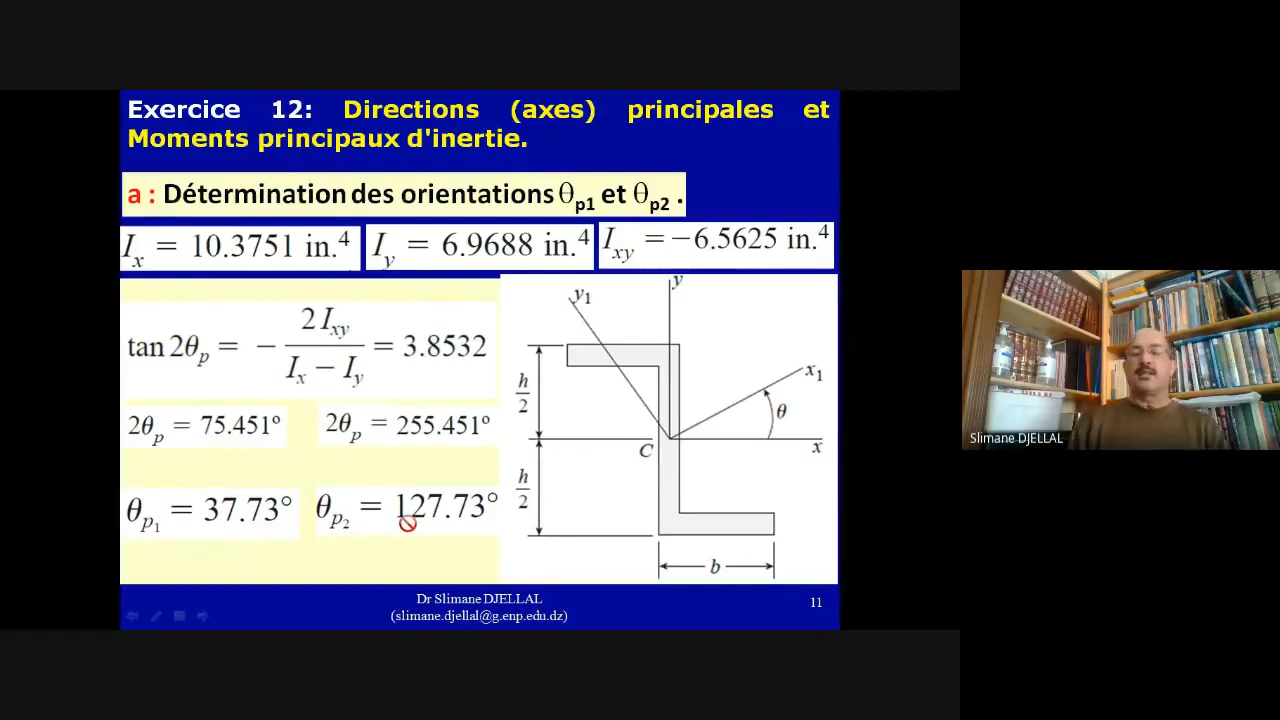 Exercice 12: Directions (axes) principales et
Moments principaux d'inertie.
a : Détermination des orientations θp1 et θp2 .
Ix = 10.3751 in.4
Iy = 6.9688 in.4
Ixy = −6.5625 in.4
tan 2θp = − 2 Ixy / Ix − Iy = 3.8532
2θp = 75.451°
2θp = 255.451°
θp1 = 37.73°
θp2 = 127.73°
y1
y
x1
θ
h/2
C
x
h/2
b
Dr Slimane DJELLAL
(slimane.djellal@g.enp.edu.dz)
11
Slimane DJELLAL